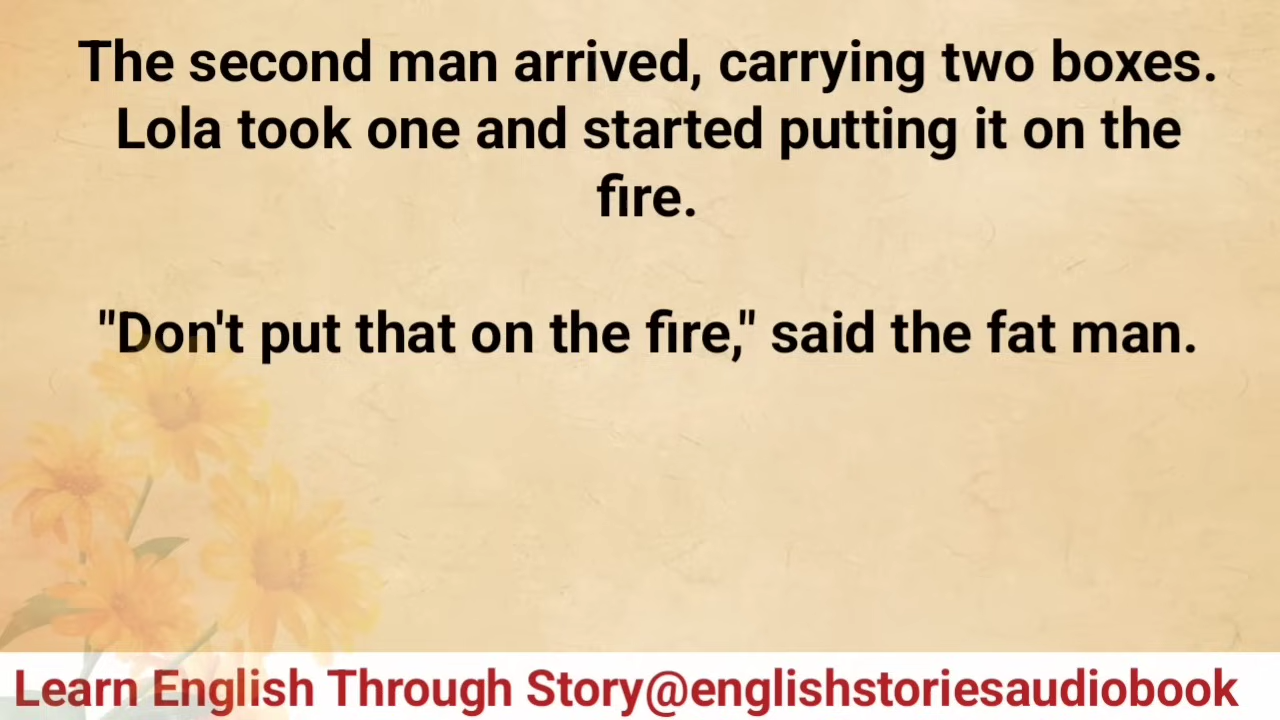 The second man arrived, carrying two boxes.
Lola took one and started putting it on the
fire.
"Don't put that on the fire," said the fat man.
Learn English Through Story@englishstoriesaudiobook